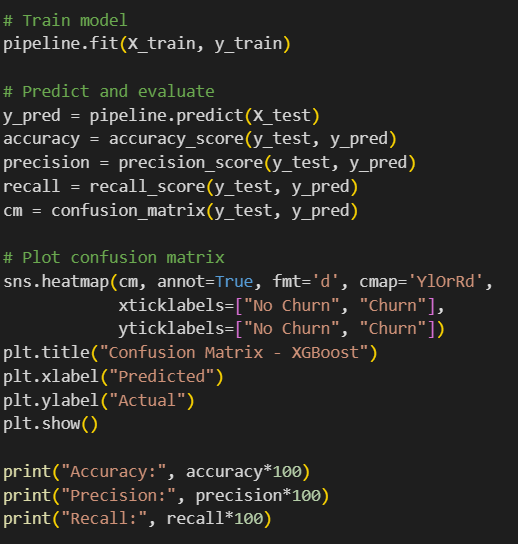 # Train model
pipeline.fit(X_train, y_train)

# Predict and evaluate
y_pred = pipeline.predict(X_test)
accuracy = accuracy_score(y_test, y_pred)
precision = precision_score(y_test, y_pred)
recall = recall_score(y_test, y_pred)
cm = confusion_matrix(y_test, y_pred)

# Plot confusion matrix
sns.heatmap(cm, annot=True, fmt='d', cmap='YlOrRd',
            xticklabels=["No Churn", "Churn"],
            yticklabels=["No Churn", "Churn"])
plt.title("Confusion Matrix - XGBoost")
plt.xlabel("Predicted")
plt.ylabel("Actual")
plt.show()

print("Accuracy:", accuracy*100)
print("Precision:", precision*100)
print("Recall:", recall*100)